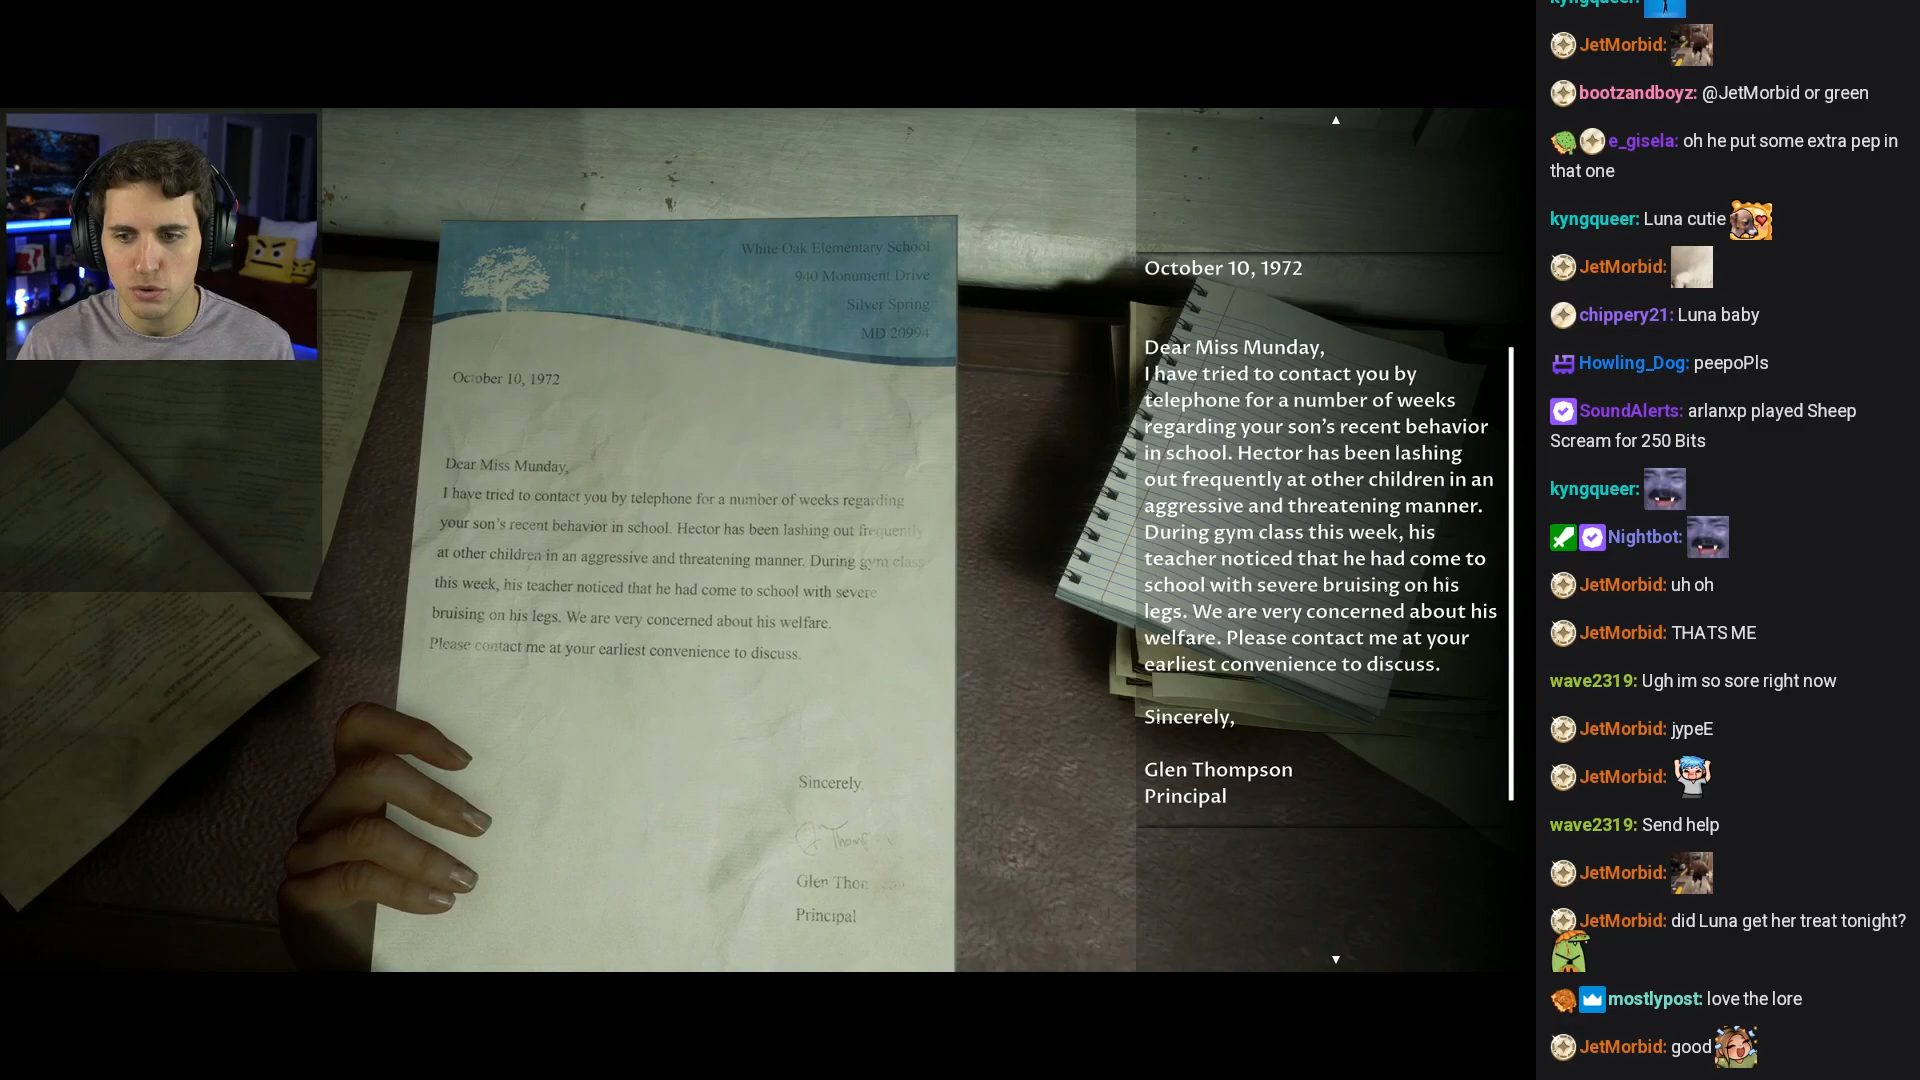 kyngqueer:
JetMorbid:
bootzandboyz: @JetMorbid or green
e_gisela: oh he put some extra pep in
that one
kyngqueer: Luna cutie
JetMorbid:
chippery21: Luna baby
Howling_Dog: peepoPls
SoundAlerts: arlanxp played Sheep
Scream for 250 Bits
kyngqueer:
Nightbot:
JetMorbid: uh oh
JetMorbid: THATS ME
wave2319: Ugh im so sore right now
JetMorbid: jypeE
JetMorbid:
wave2319: Send help
JetMorbid:
JetMorbid: did Luna get her treat tonight?
mostlypost: love the lore
JetMorbid: good
White Oak Elementary School
940 Monument Drive
Silver Spring
MD 20994
October 10, 1972
Dear Miss Munday,
I have tried to contact you by telephone for a number of weeks regarding
your son's recent behavior in school. Hector has been lashing out frequently
at other children in an aggressive and threatening manner. During gym class
this week, his teacher noticed that he had come to school with severe
bruising on his legs. We are very concerned about his welfare.
Please contact me at your earliest convenience to discuss.
Sincerely,
Glen
Principal
October 10, 1972
Dear Miss Munday,
I have tried to contact you by
telephone for a number of weeks
regarding your son's recent behavior
in school. Hector has been lashing
out frequently at other children in an
aggressive and threatening manner.
During gym class this week, his
teacher noticed that he had come to
school with severe bruising on his
legs. We are very concerned about his
welfare. Please contact me at your
earliest convenience to discuss.
Sincerely,
Glen Thompson
Principal